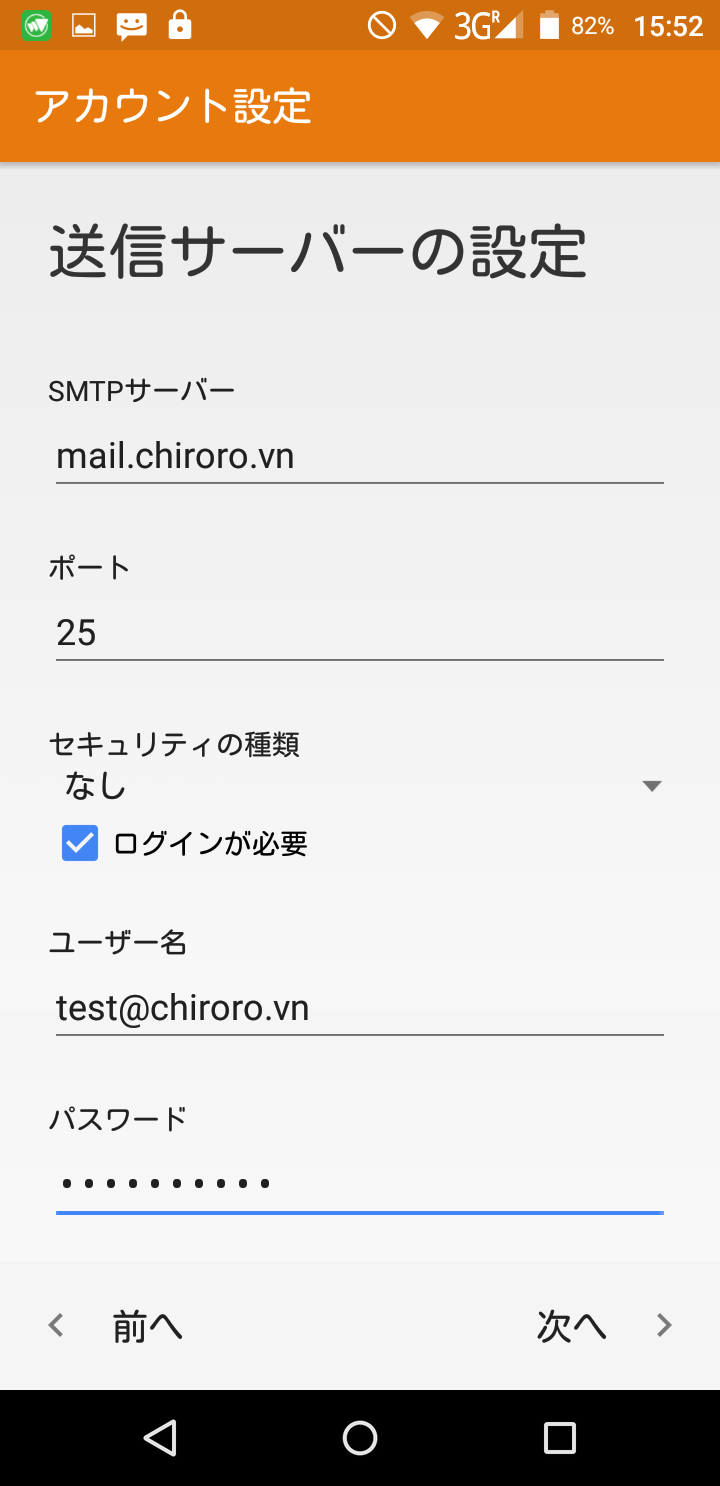 3G R 82% 15:52
アカウント設定
送信サーバーの設定
SMTPサーバー
mail.chiroro.vn
ポート
25
セキュリティの種類
なし
ログインが必要
ユーザー名
test@chiroro.vn
パスワード
••••••••••
前へ
次へ